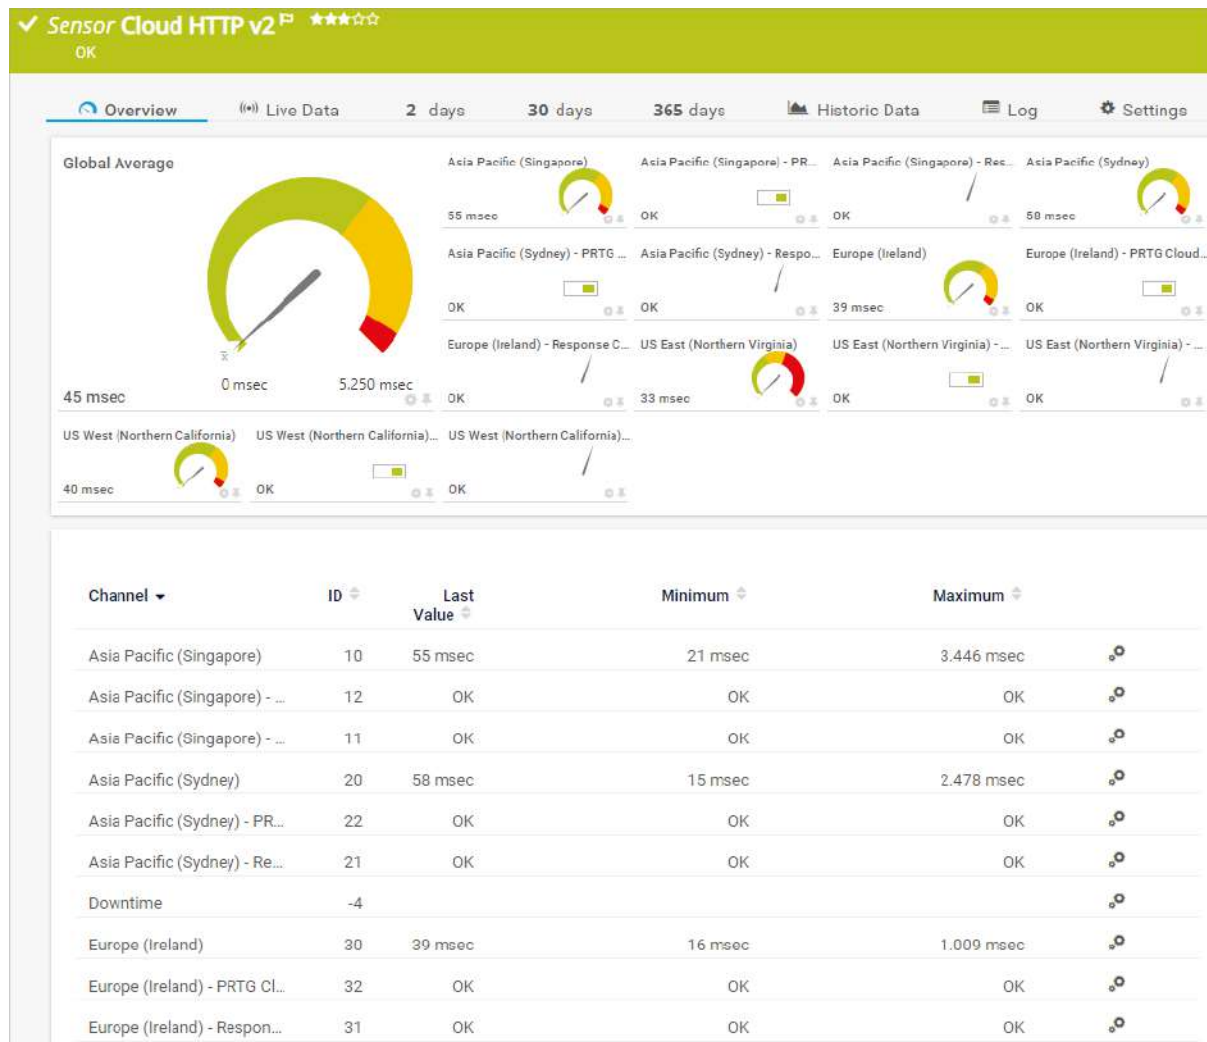 Sensor Cloud HTTP v2
OK
Overview Live Data 2 days 30 days 365 days Historic Data Log Settings
Global Average
0 msec 5.250 msec
45 msec
Asia Pacific (Singapore)
55 msec
Asia Pacific (Singapore) - PR...
OK
Asia Pacific (Singapore) - Res...
OK
Asia Pacific (Sydney)
58 msec
Asia Pacific (Sydney) - PRTG ...
OK
Asia Pacific (Sydney) - Respo...
OK
Europe (Ireland)
39 msec
Europe (Ireland) - PRTG Cloud...
OK
Europe (Ireland) - Response C...
OK
US East (Northern Virginia)
33 msec
US East (Northern Virginia) - ...
OK
US East (Northern Virginia) - ...
OK
US West (Northern California)
40 msec
US West (Northern California)...
OK
US West (Northern California)...
OK
Channel ID Last Value Minimum Maximum
Asia Pacific (Singapore) 10 55 msec 21 msec 3.446 msec
Asia Pacific (Singapore) - ... 12 OK OK OK
Asia Pacific (Singapore) - ... 11 OK OK OK
Asia Pacific (Sydney) 20 58 msec 15 msec 2.478 msec
Asia Pacific (Sydney) - PR... 22 OK OK OK
Asia Pacific (Sydney) - Re... 21 OK OK OK
Downtime -4
Europe (Ireland) 30 39 msec 16 msec 1.009 msec
Europe (Ireland) - PRTG Cl... 32 OK OK OK
Europe (Ireland) - Respon... 31 OK OK OK